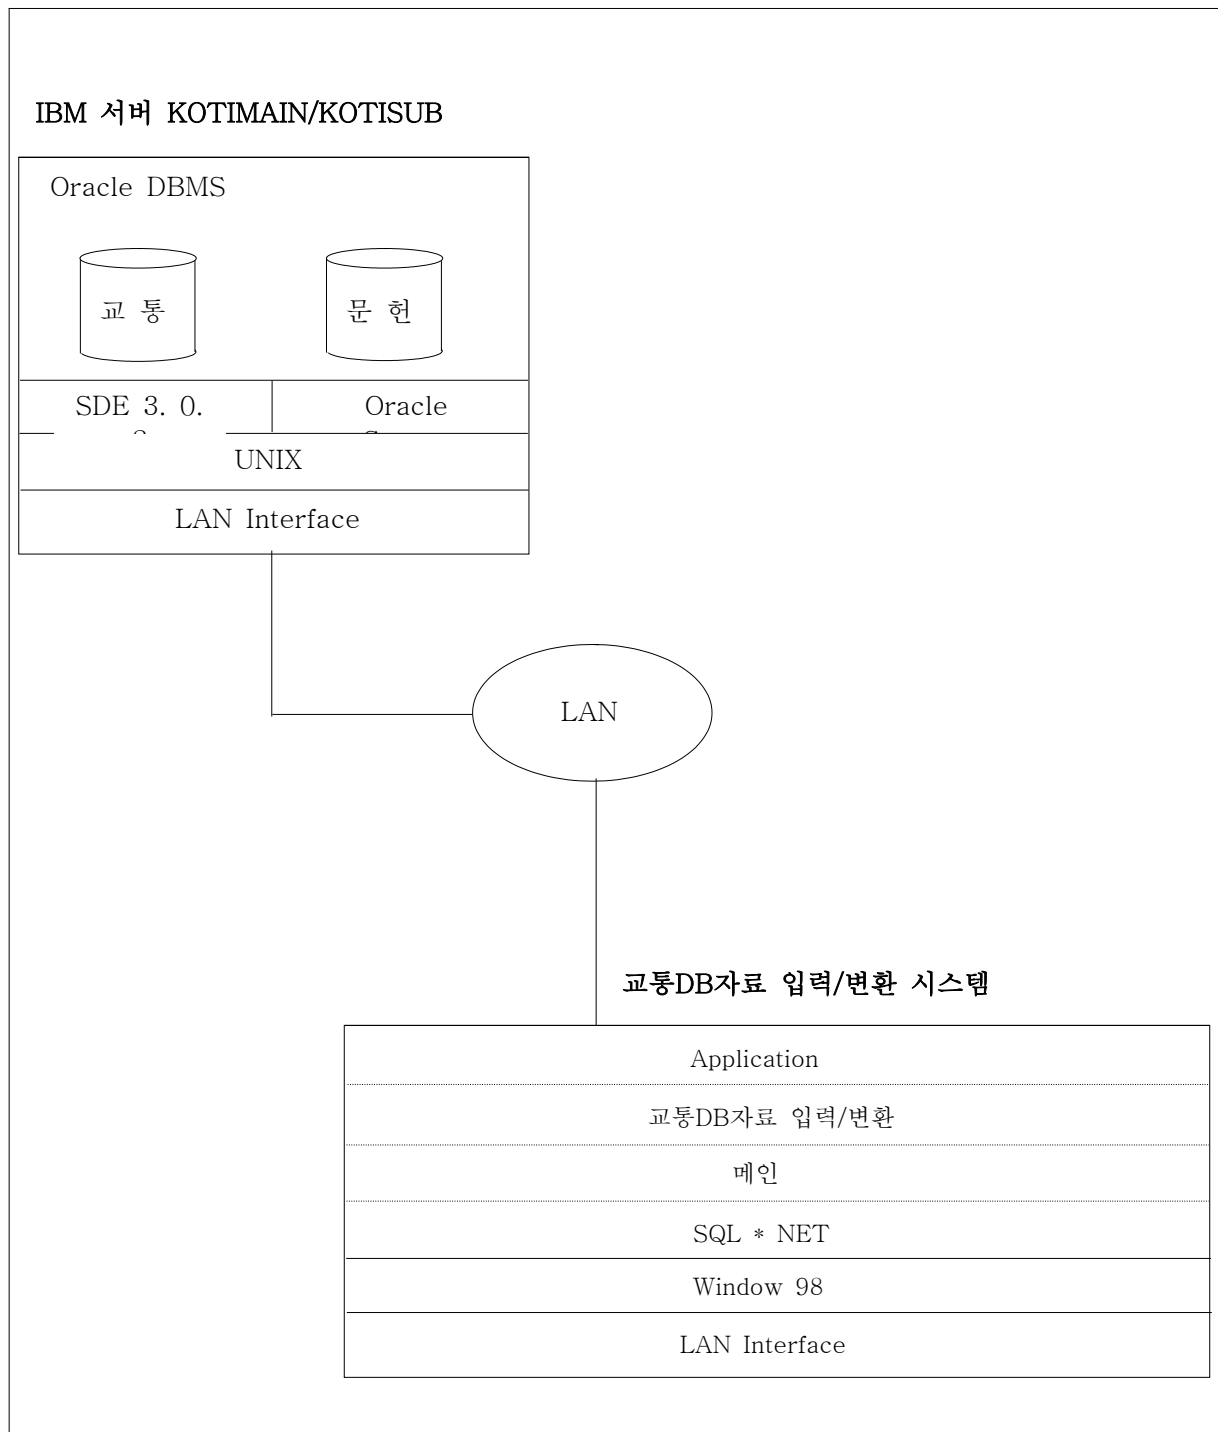 IBM 서버 KOTIMAIN/KOTISUB
Oracle DBMS
교 통
문 헌
SDE 3. 0.
Oracle
UNIX
LAN Interface
LAN
교통DB자료 입력/변환 시스템
Application
교통DB자료 입력/변환
메인
SQL * NET
Window 98
LAN Interface